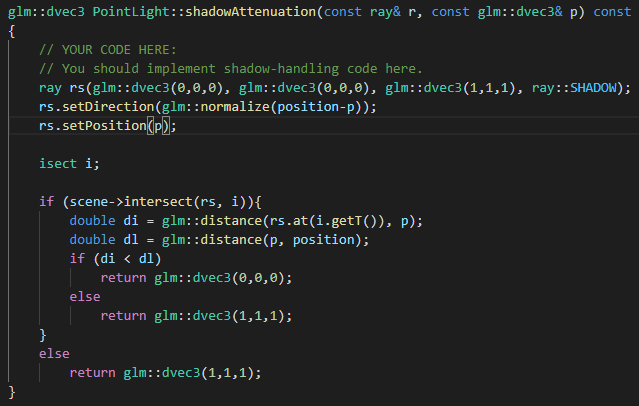 glm::dvec3 PointLight::shadowAttenuation(const ray& r, const glm::dvec3& p) const
{
    // YOUR CODE HERE:
    // You should implement shadow-handling code here.
    ray rs(glm::dvec3(0,0,0), glm::dvec3(0,0,0), glm::dvec3(1,1,1), ray::SHADOW);
    rs.setDirection(glm::normalize(position-p));
    rs.setPosition(p);

    isect i;

    if (scene->intersect(rs, i)){
        double di = glm::distance(rs.at(i.getT()), p);
        double dl = glm::distance(p, position);
        if (di < dl)
            return glm::dvec3(0,0,0);
        else
            return glm::dvec3(1,1,1);
    }
    else
        return glm::dvec3(1,1,1);
}